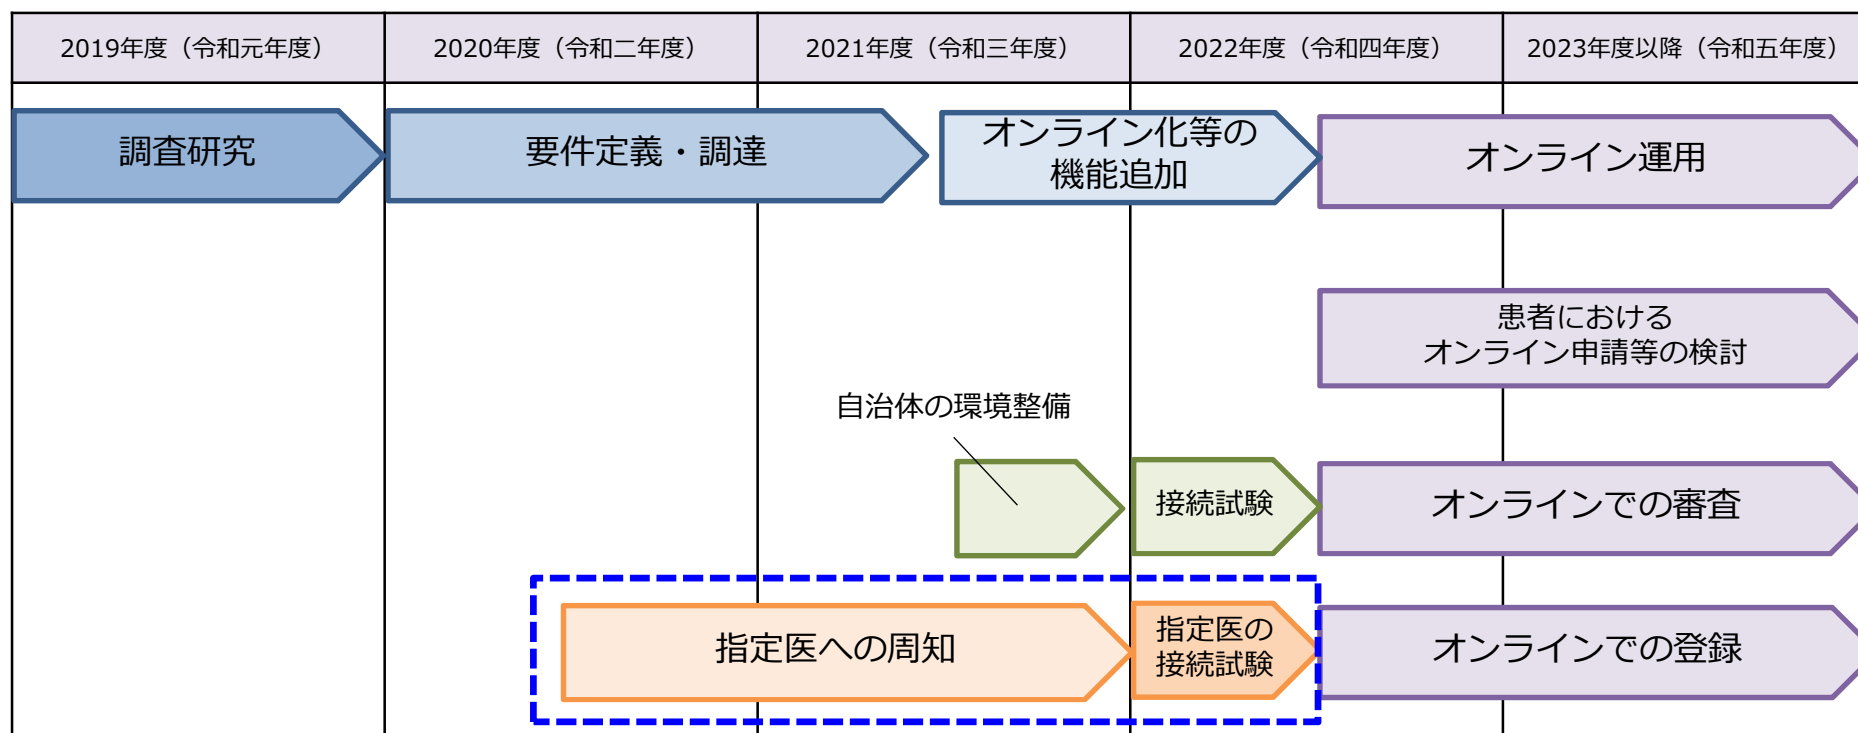 2019年度（令和元年度）
2020年度（令和二年度）
2021年度（令和三年度）
2022年度（令和四年度）
2023年度以降（令和五年度）
調査研究
要件定義・調達
オンライン化等の
機能追加
オンライン運用
患者における
オンライン申請等の検討
自治体の環境整備
接続試験
オンラインでの審査
指定医への周知
指定医の
接続試験
オンラインでの登録